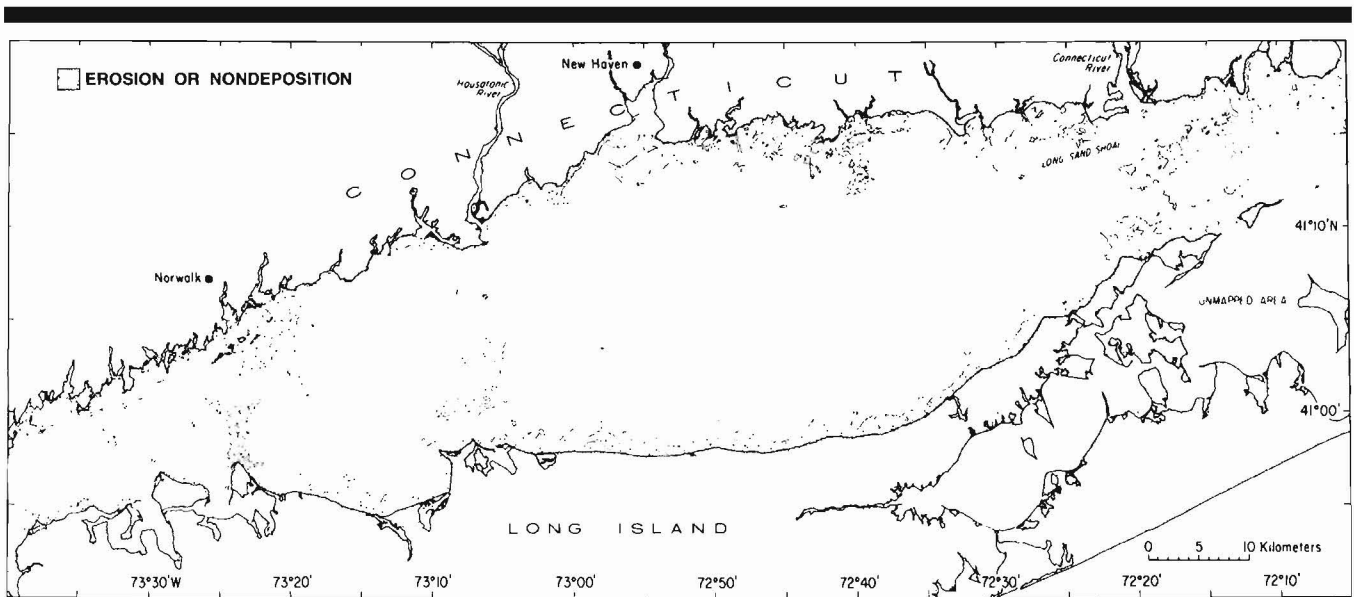 EROSION OR NONDEPOSITION
New Haven
Housatonic
River
Connecticut
River
CONNECTICUT
LONG SAND SHOAL
Norwalk
41°10'N
UNMAPPED AREA
41°00'
LONG ISLAND
0 5 10 Kilometers
73°30'W 73°20' 73°10' 73°00' 72°50' 72°40' 72°30' 72°20' 72°10'